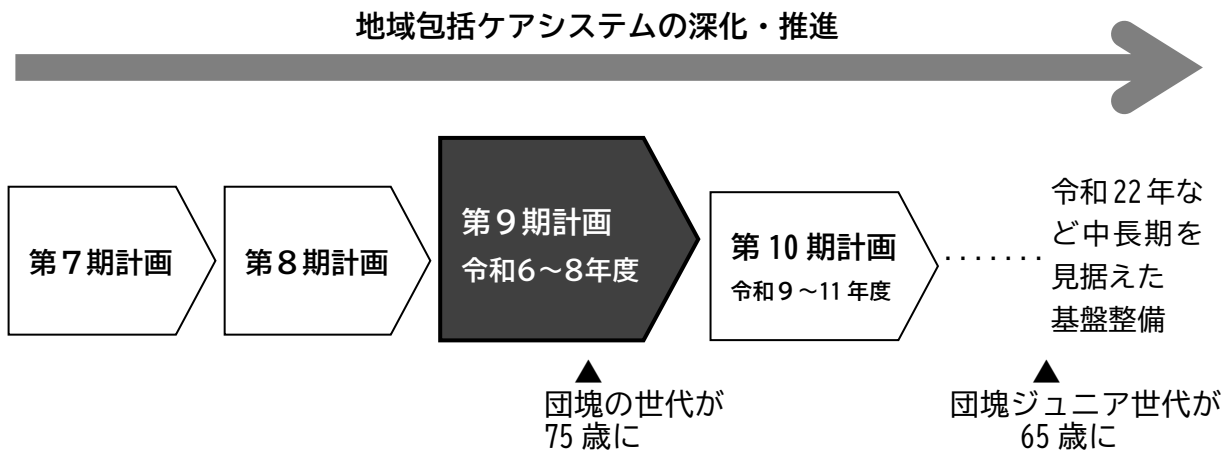 地域包括ケアシステムの深化・推進
第７期計画
第８期計画
第９期計画
令和6～8年度
第 10 期計画
令和９～11 年度
.......
令和 22 年な
ど中長期を
見据えた
基盤整備
▲
団塊の世代が
75 歳に
▲
団塊ジュニア世代が
65 歳に